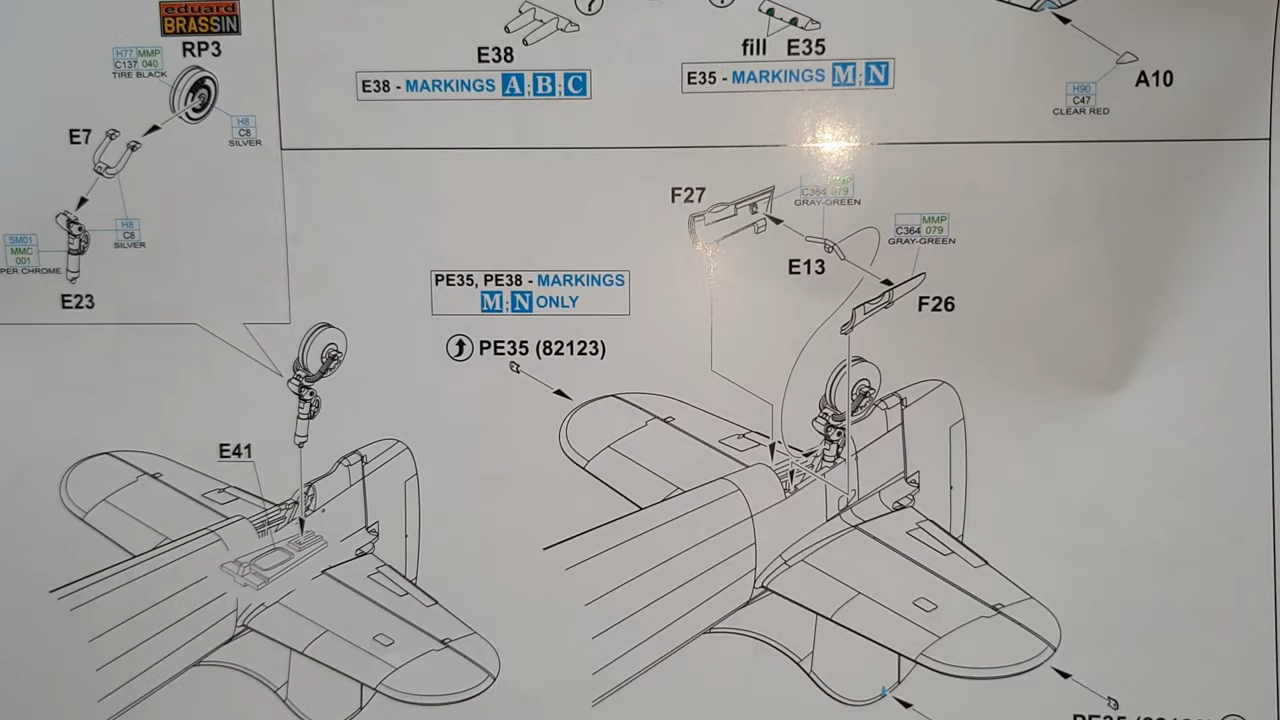 eduard
BRASSIN
RP3
H77 MMP
C137 040
TIRE BLACK
H8
C8
SILVER
E7
H8
C8
SILVER
SM01
MMC
001
PER CHROME
E23
?
E38
E38 - MARKINGS A;B;C
fill E35
E35 - MARKINGS M;N
A10
H90
C47
CLEAR RED
F27
MMP
C364 079
GRAY-GREEN
E13
MMP
C364 079
GRAY-GREEN
F26
PE35, PE38 - MARKINGS
M;N ONLY
PE35 (82123)
E41